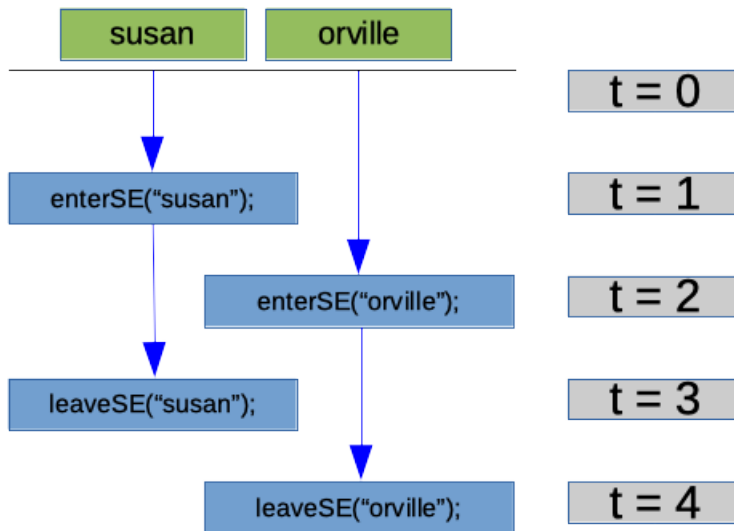 susan
orville
t = 0
enterSE(“susan”);
t = 1
enterSE(“orville”);
t = 2
leaveSE(“susan”);
t = 3
leaveSE(“orville”);
t = 4